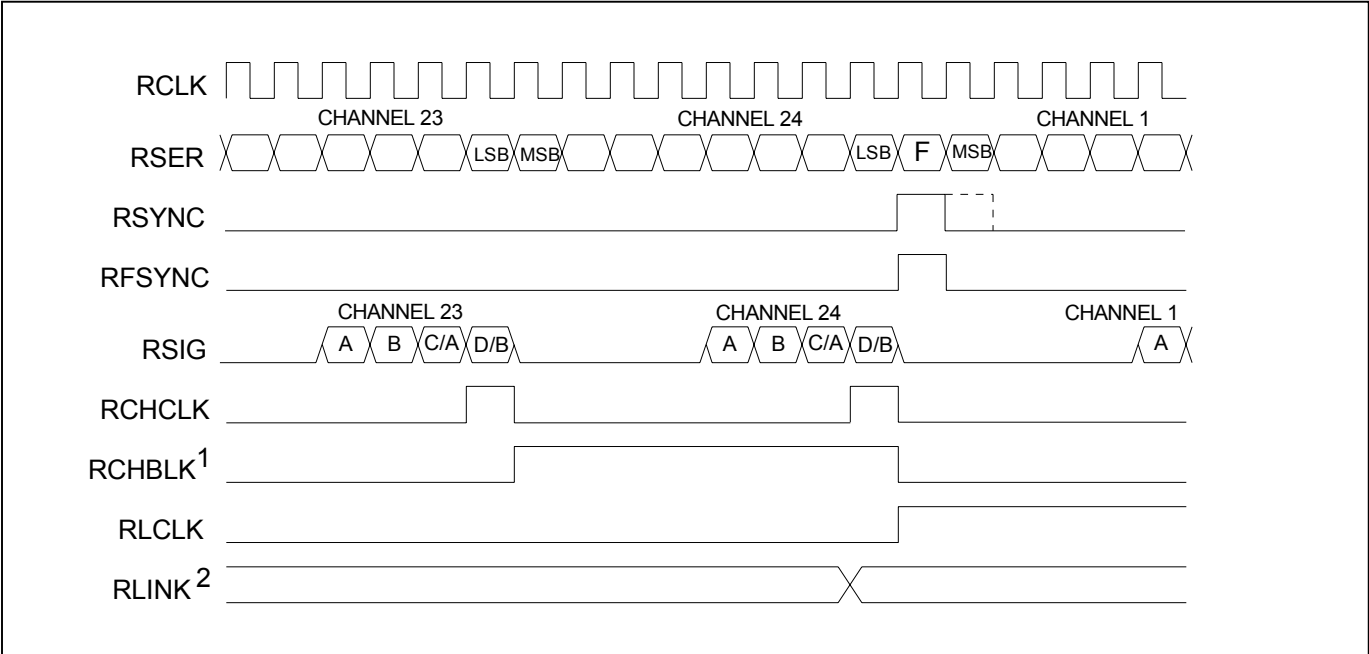 RCLK
CHANNEL 23 CHANNEL 24 CHANNEL 1
RSER LSB MSB LSB F MSB
RSYNC
RFSYNC
CHANNEL 23 CHANNEL 24 CHANNEL 1
RSIG A B C/A D/B A B C/A D/B A
RCHCLK
RCHBLK1
RLCLK
RLINK2